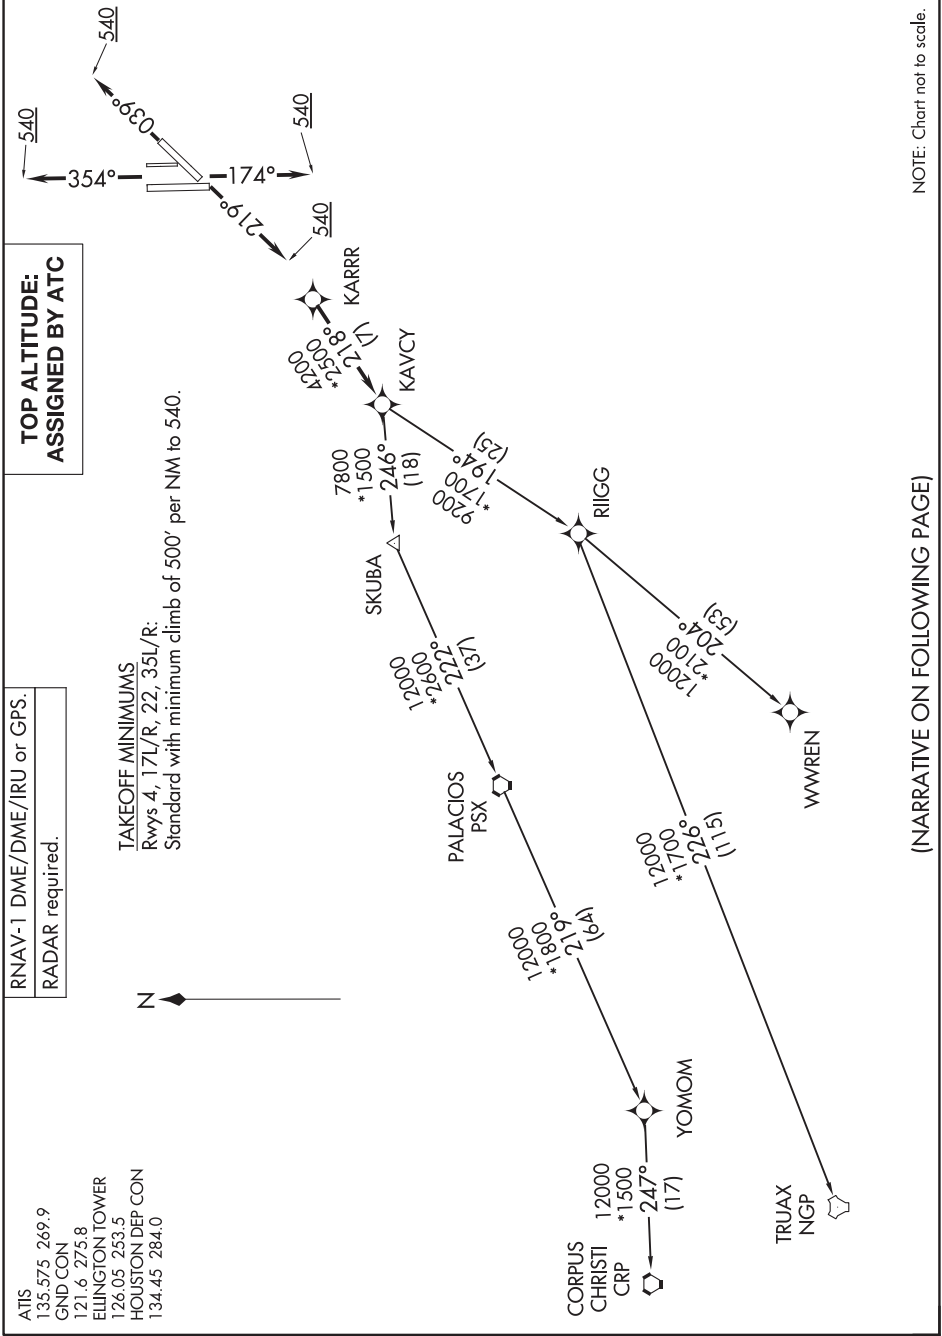 ATIS
135.575 269.9
GND CON
121.6 275.8
ELLINGTON TOWER
126.05 253.5
HOUSTON DEP CON
134.45 284.0
RNAV-1 DME/DME/IRU or GPS.
RADAR required.
TOP ALTITUDE:
ASSIGNED BY ATC
TAKEOFF MINIMUMS
Rwys 4, 17L/R, 22, 35L/R:
Standard with minimum climb of 500' per NM to 540.
N
540
354°
039°
540
174°
540
219°
540
KARRR
4200
*2500
218°
(7)
KAVCY
7800
*1500
246°
(18)
SKUBA
9200
*1700
194°
(25)
RIIGG
12000
*2600
222°
(37)
PALACIOS
PSX
12000
*2100
204°
(53)
WWREN
12000
*1800
219°
(64)
YOMOM
12000
*1700
226°
(115)
TRUAX
NGP
12000
*1500
247°
(17)
CORPUS
CHRISTI
CRP
NOTE: Chart not to scale.
(NARRATIVE ON FOLLOWING PAGE)